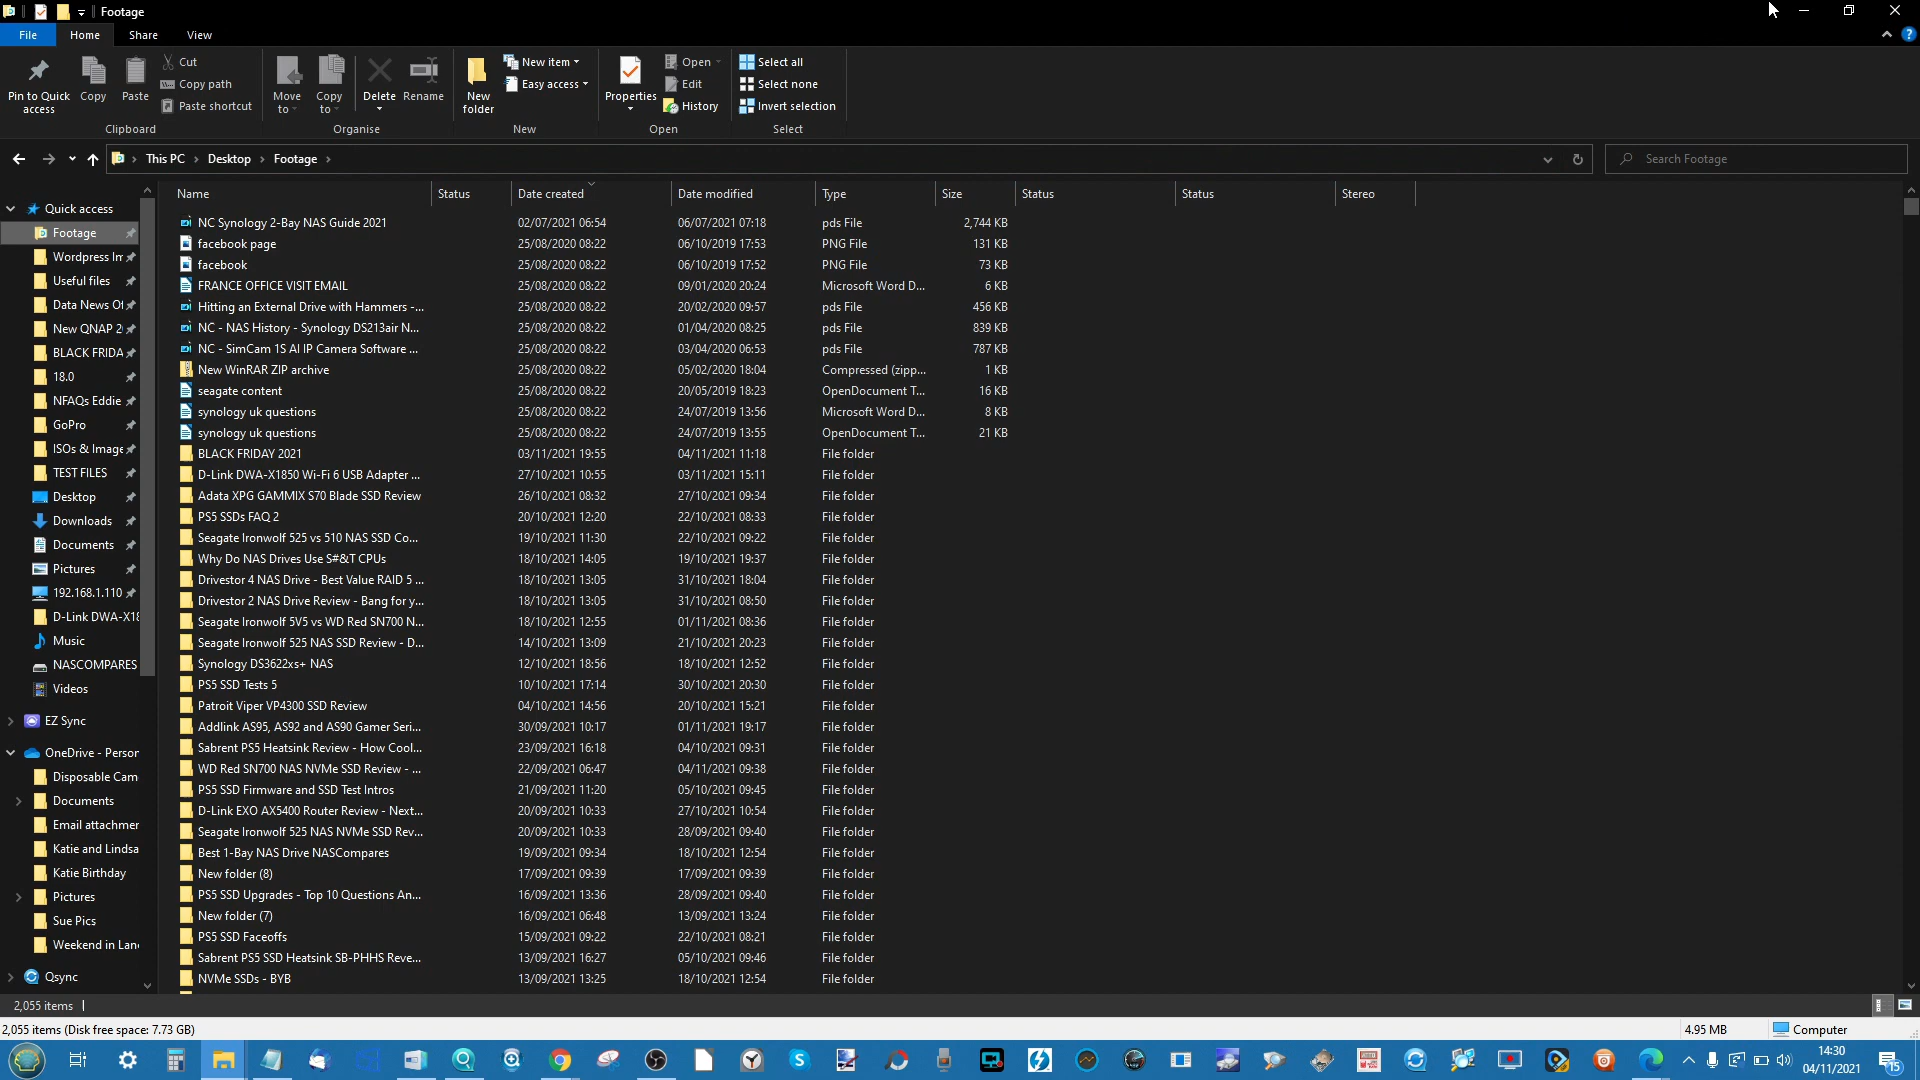 Footage
File Home Share View
Pin to Quick access
Copy
Paste
Cut
Copy path
Paste shortcut
Clipboard
Move to
Copy to
Delete
Rename
Organise
New folder
New item
Easy access
New
Properties
Open
Edit
History
Open
Select all
Select none
Invert selection
Select
This PC > Desktop > Footage >
Search Footage
Name Status Date created Date modified Type Size Status Status Stereo
Quick access
Footage
Wordpress Im
Useful files
Data News Of
New QNAP 2
BLACK FRIDA
18.0
NFAQs Eddie
GoPro
ISOs & Image
TEST FILES
Desktop
Downloads
Documents
Pictures
192.168.1.110
D-Link DWA-X18
Music
NASCOMPARES
Videos
EZ Sync
OneDrive - Person
Disposable Cam
Documents
Email attachmen
Katie and Lindsa
Katie Birthday
Pictures
Sue Pics
Weekend in Lan
Qsync
NC Synology 2-Bay NAS Guide 2021 02/07/2021 06:54 06/07/2021 07:18 pds File 2,744 KB
facebook page 25/08/2020 08:22 06/10/2019 17:53 PNG File 131 KB
facebook 25/08/2020 08:22 06/10/2019 17:52 PNG File 73 KB
FRANCE OFFICE VISIT EMAIL 25/08/2020 08:22 09/01/2020 20:24 Microsoft Word D... 6 KB
Hitting an External Drive with Hammers -... 25/08/2020 08:22 20/02/2020 09:57 pds File 456 KB
NC - NAS History - Synology DS213air N... 25/08/2020 08:22 01/04/2020 08:25 pds File 839 KB
NC - SimCam 1S AI IP Camera Software ... 25/08/2020 08:22 03/04/2020 06:53 pds File 787 KB
New WinRAR ZIP archive 25/08/2020 08:22 05/02/2020 18:04 Compressed (zipp... 1 KB
seagate content 25/08/2020 08:22 20/05/2019 18:23 OpenDocument T... 16 KB
synology uk questions 25/08/2020 08:22 24/07/2019 13:56 Microsoft Word D... 8 KB
synology uk questions 25/08/2020 08:22 24/07/2019 13:55 OpenDocument T... 21 KB
BLACK FRIDAY 2021 03/11/2021 19:55 04/11/2021 11:18 File folder
D-Link DWA-X1850 Wi-Fi 6 USB Adapter ... 27/10/2021 10:55 03/11/2021 15:11 File folder
Adata XPG GAMMIX S70 Blade SSD Review 26/10/2021 08:32 27/10/2021 09:34 File folder
PS5 SSDs FAQ 2 20/10/2021 12:20 22/10/2021 08:33 File folder
Seagate Ironwolf 525 vs 510 NAS SSD Co... 19/10/2021 11:30 22/10/2021 09:22 File folder
Why Do NAS Drives Use S#&T CPUs 18/10/2021 14:05 19/10/2021 19:37 File folder
Drivestor 4 NAS Drive - Best Value RAID 5 ... 18/10/2021 13:05 31/10/2021 18:04 File folder
Drivestor 2 NAS Drive Review - Bang for y... 18/10/2021 13:05 31/10/2021 08:50 File folder
Seagate Ironwolf 5V5 vs WD Red SN700 N... 18/10/2021 12:55 01/11/2021 08:36 File folder
Seagate Ironwolf 525 NAS SSD Review - D... 14/10/2021 13:09 21/10/2021 20:23 File folder
Synology DS3622xs+ NAS 12/10/2021 18:56 18/10/2021 12:52 File folder
PS5 SSD Tests 5 10/10/2021 17:14 30/10/2021 20:30 File folder
Patroit Viper VP4300 SSD Review 04/10/2021 14:56 20/10/2021 15:21 File folder
Addlink AS95, AS92 and AS90 Gamer Seri... 30/09/2021 10:17 01/11/2021 19:17 File folder
Sabrent PS5 Heatsink Review - How Cool... 23/09/2021 16:18 04/10/2021 09:31 File folder
WD Red SN700 NAS NVMe SSD Review - ... 22/09/2021 06:47 04/11/2021 09:38 File folder
PS5 SSD Firmware and SSD Test Intros 21/09/2021 11:20 05/10/2021 09:45 File folder
D-Link EXO AX5400 Router Review - Next... 20/09/2021 10:33 27/10/2021 10:54 File folder
Seagate Ironwolf 525 NAS NVMe SSD Rev... 20/09/2021 10:33 28/09/2021 09:40 File folder
Best 1-Bay NAS Drive NASCompares 19/09/2021 09:34 18/10/2021 12:54 File folder
New folder (8) 17/09/2021 09:39 17/09/2021 09:39 File folder
PS5 SSD Upgrades - Top 10 Questions An... 16/09/2021 13:36 28/09/2021 09:40 File folder
New folder (7) 16/09/2021 06:48 13/09/2021 13:24 File folder
PS5 SSD Faceoffs 15/09/2021 09:22 22/10/2021 08:21 File folder
Sabrent PS5 SSD Heatsink SB-PHHS Reve... 13/09/2021 16:27 05/10/2021 09:46 File folder
NVMe SSDs - BYB 13/09/2021 13:25 18/10/2021 12:54 File folder
2,055 items
2,055 items (Disk free space: 7.73 GB) 4.95 MB Computer
14:30
04/11/2021
15